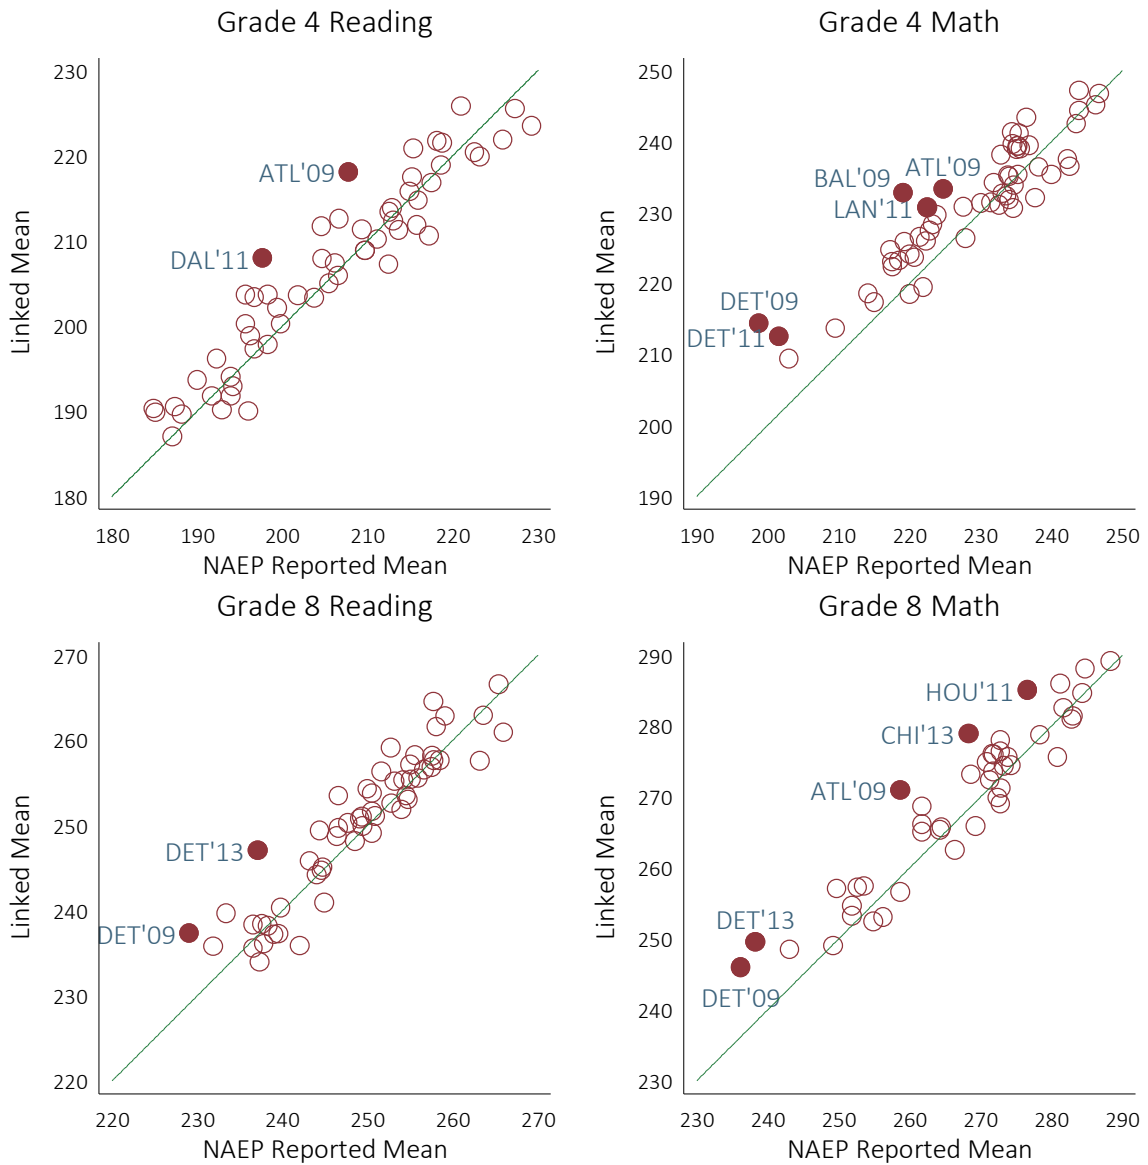 Grade 4 Reading
Linked Mean
230
220
210
200
190
180
ATL'09
DAL'11
180 190 200 210 220 230
NAEP Reported Mean
Grade 4 Math
Linked Mean
250
240
230
220
210
200
190
BAL'09 ATL'09
LAN'11
DET'09
DET'11
190 200 210 220 230 240 250
NAEP Reported Mean
Grade 8 Reading
Linked Mean
270
260
250
240
230
220
DET'13
DET'09
220 230 240 250 260 270
NAEP Reported Mean
Grade 8 Math
Linked Mean
290
280
270
260
250
240
230
HOU'11
CHI'13
ATL'09
DET'13
DET'09
230 240 250 260 270 280 290
NAEP Reported Mean